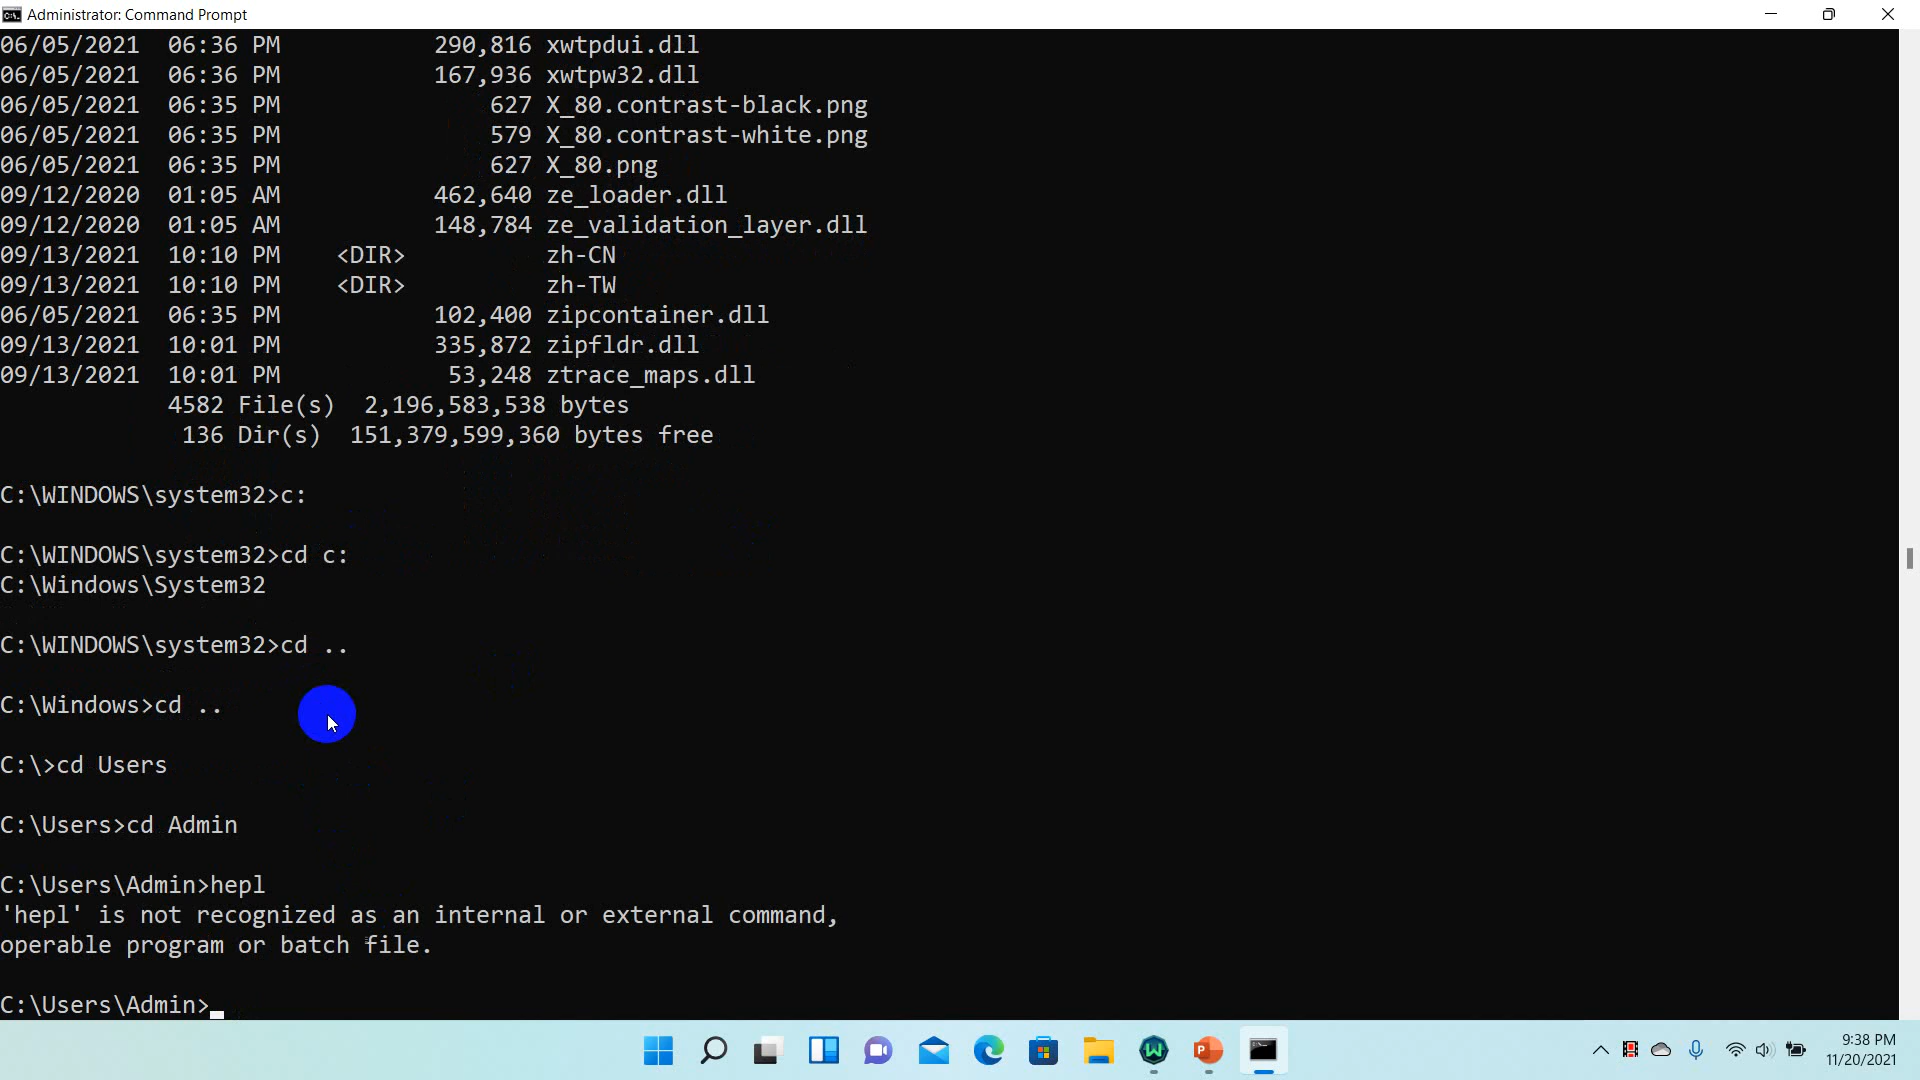 Administrator: Command Prompt
06/05/2021  06:36 PM           290,816 xwtpdui.dll
06/05/2021  06:36 PM           167,936 xwtpw32.dll
06/05/2021  06:35 PM               627 X_80.contrast-black.png
06/05/2021  06:35 PM               579 X_80.contrast-white.png
06/05/2021  06:35 PM               627 X_80.png
09/12/2020  01:05 AM           462,640 ze_loader.dll
09/12/2020  01:05 AM           148,784 ze_validation_layer.dll
09/13/2021  10:10 PM    <DIR>          zh-CN
09/13/2021  10:10 PM    <DIR>          zh-TW
06/05/2021  06:35 PM           102,400 zipcontainer.dll
09/13/2021  10:01 PM           335,872 zipfldr.dll
09/13/2021  10:01 PM            53,248 ztrace_maps.dll
            4582 File(s)  2,196,583,538 bytes
             136 Dir(s)  151,379,599,360 bytes free
C:\WINDOWS\system32>c:
C:\WINDOWS\system32>cd c:
C:\Windows\System32
C:\WINDOWS\system32>cd ..
C:\Windows>cd ..
C:\>cd Users
C:\Users>cd Admin
C:\Users\Admin>hepl
'hepl' is not recognized as an internal or external command,
operable program or batch file.
C:\Users\Admin>
9:38 PM
11/20/2021